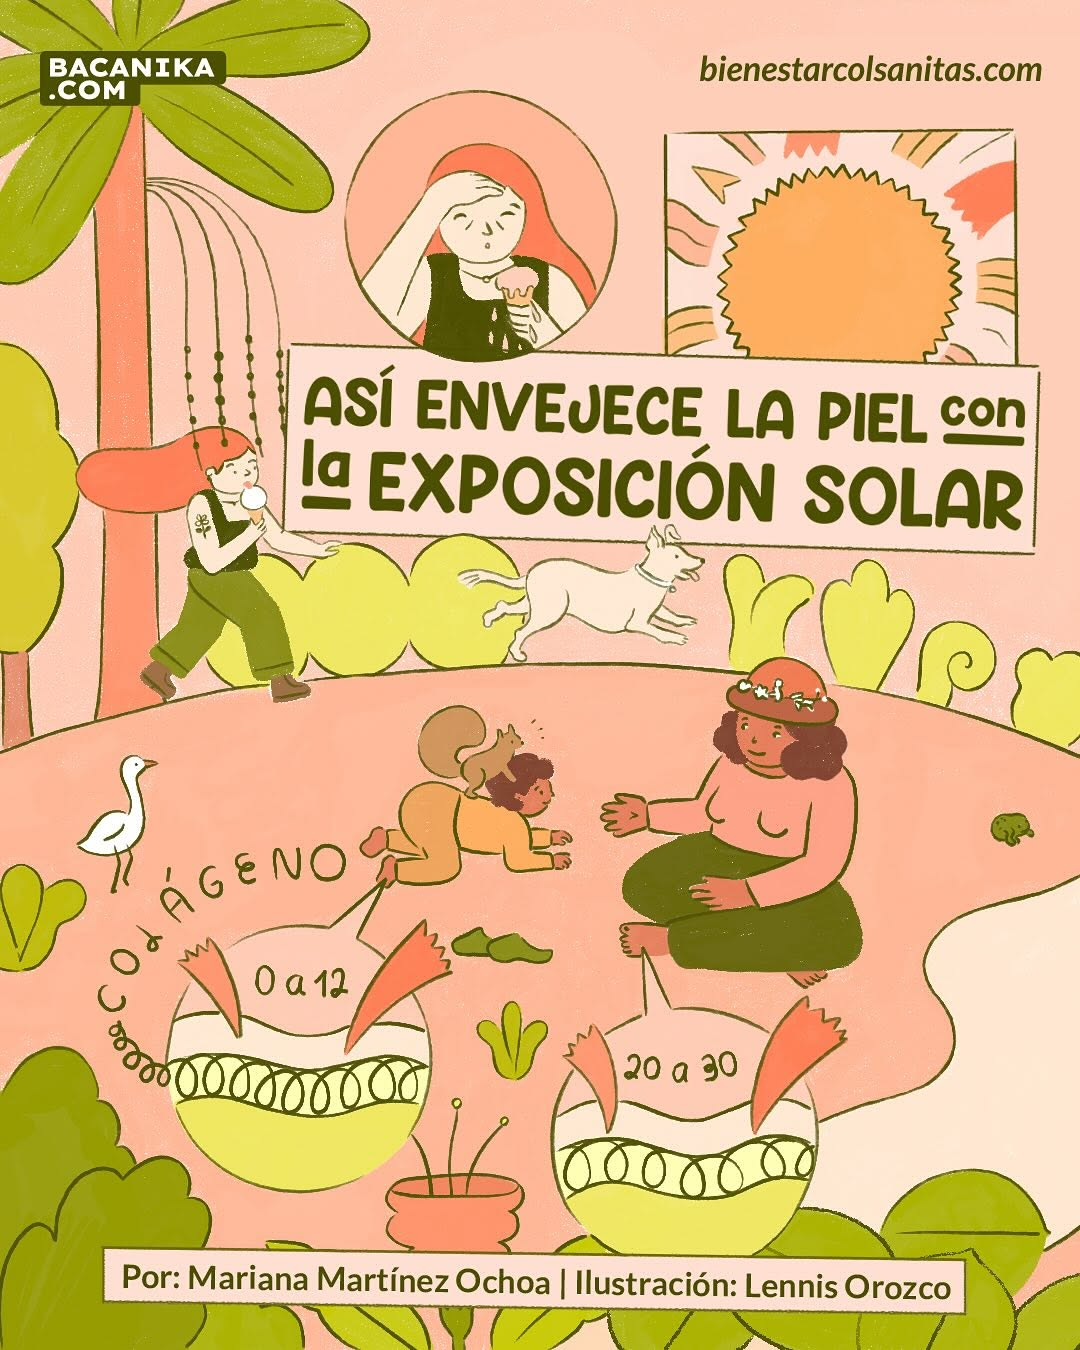 BACANIKA
.COM
bienestarcolsanitas.com
ASÍ ENVEJECE LA PIEL con
la EXPOSICIÓN SOLAR
COLÁGENO
0 a 12
20 a 30
Por: Mariana Martínez Ochoa | Ilustración: Lennis Orozco